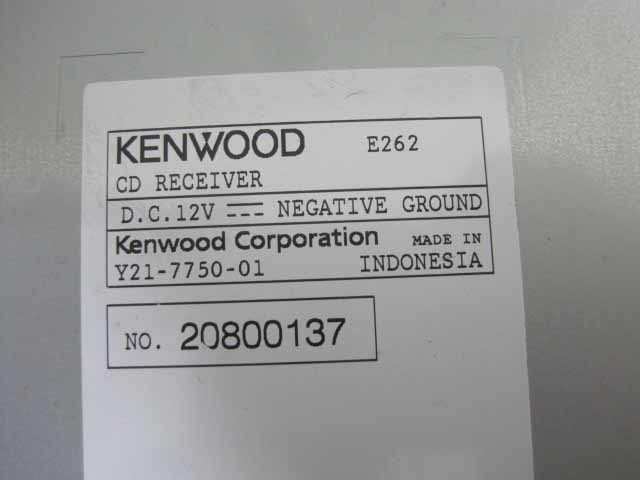 KENWOOD E262
CD RECEIVER
D.C.12V ⎓ NEGATIVE GROUND
Kenwood Corporation MADE IN
Y21-7750-01 INDONESIA
NO. 20800137